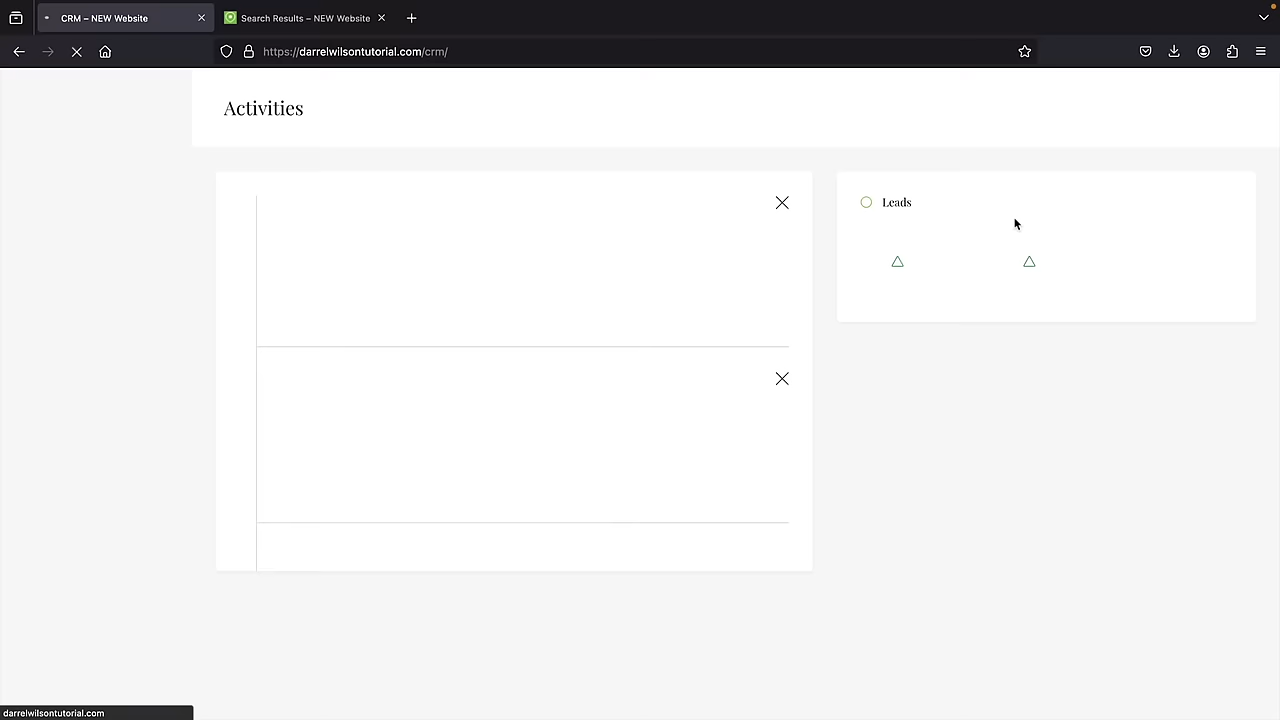 CRM – NEW Website
Search Results – NEW Website
https://darrelwilsontutorial.com/crm/
Activities
Leads
darrelwilsontutorial.com